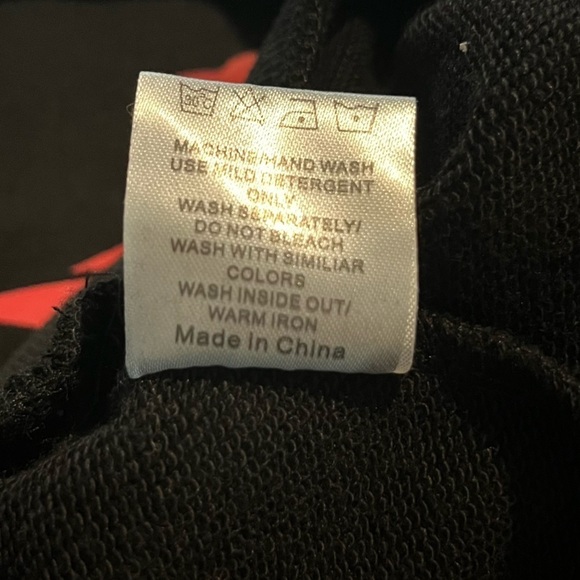 30°C
MACHINE/HAND WASH
USE MILD DETERGENT
ONLY
WASH SEPARATELY/
DO NOT BLEACH
WASH WITH SIMILIAR
COLORS
WASH INSIDE OUT/
WARM IRON
Made in China